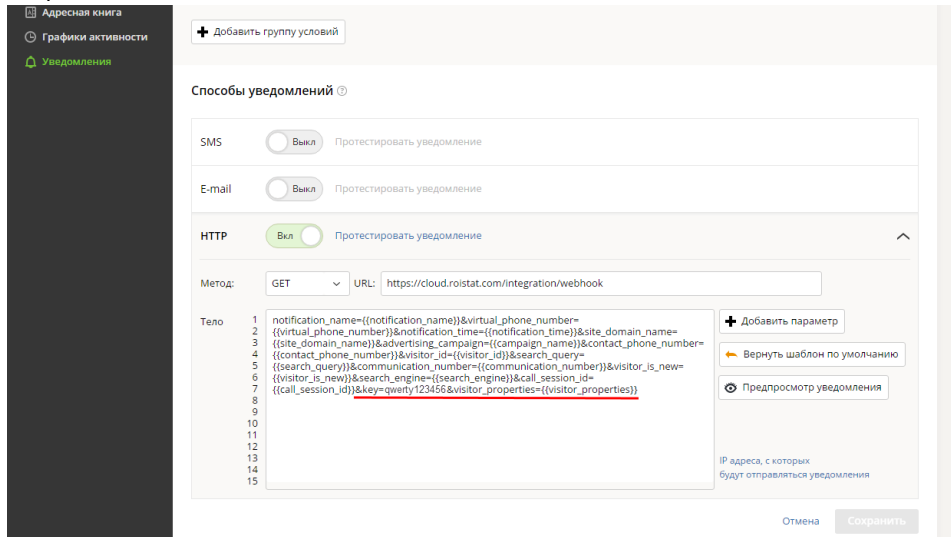 Адресная книга
Графики активности
Уведомления
Добавить группу условий
Способы уведомлений
SMS Выкл Протестировать уведомление
E-mail Выкл Протестировать уведомление
HTTP Вкл Протестировать уведомление
Метод: GET URL: https://cloud.roistat.com/integration/webhook
Тело
1 notification_name={{notification_name}}&virtual_phone_number=
2 {{virtual_phone_number}}&notification_time={{notification_time}}&site_domain_name=
3 {{site_domain_name}}&advertising_campaign={{campaign_name}}&contact_phone_number=
4 {{contact_phone_number}}&visitor_id={{visitor_id}}&search_query=
5 {{search_query}}&communication_number={{communication_number}}&visitor_is_new=
6 {{visitor_is_new}}&search_engine={{search_engine}}&call_session_id=
7 {{call_session_id}}&key=qwerty123456&visitor_properties={{visitor_properties}}
8
9
10
11
12
13
14
15
Добавить параметр
Вернуть шаблон по умолчанию
Предпросмотр уведомления
IP адреса, с которых
будут отправляться уведомления
Отмена Сохранить